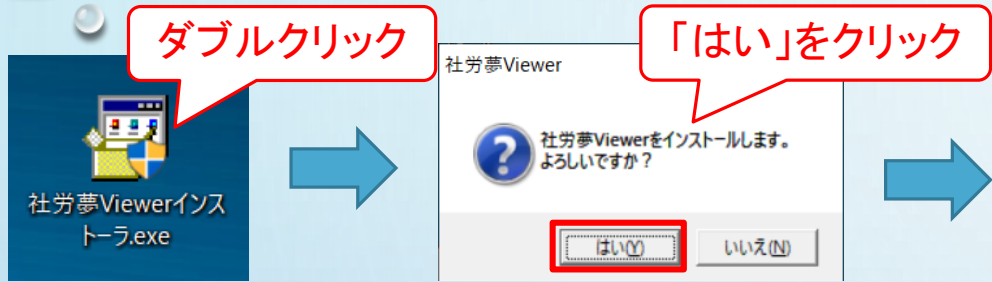 ダブルクリック
社労夢Viewerインス
トーラ.exe
「はい」をクリック
社労夢Viewer
社労夢Viewerをインストールします。
よろしいですか？
はい(Y)
いいえ(N)